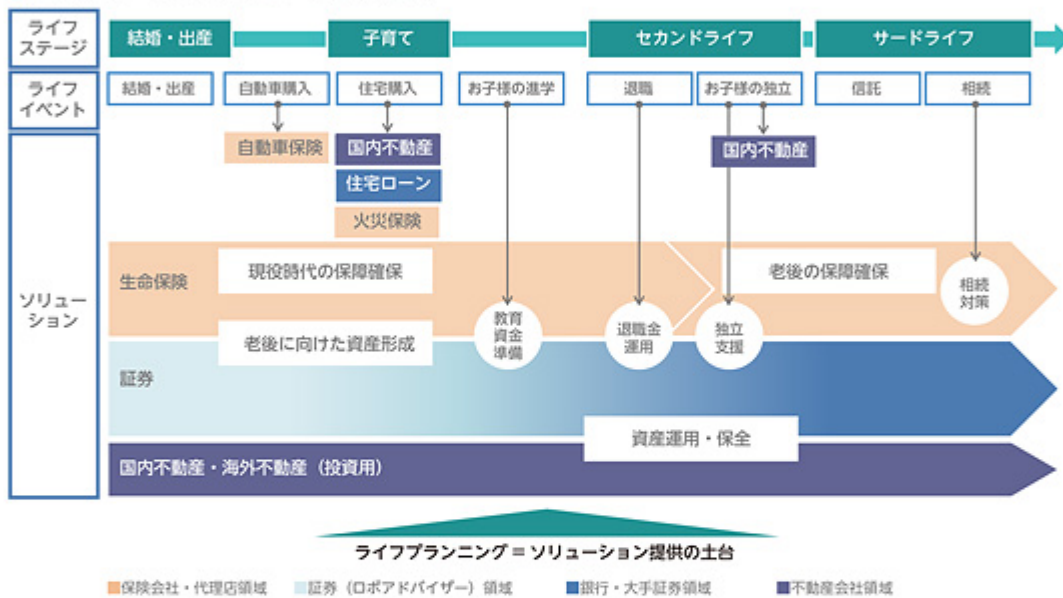 ライフ
ステージ
結婚・出産
子育て
セカンドライフ
サードライフ
ライフ
イベント
結婚・出産
自動車購入
住宅購入
お子様の進学
退職
お子様の独立
信託
相続
ソリュー
ション
自動車保険
国内不動産
住宅ローン
火災保険
国内不動産
生命保険
現役時代の保障確保
老後の保障確保
相続
対策
老後に向けた資産形成
教育
資金
準備
退職金
運用
独立
支援
証券
資産運用・保全
国内不動産・海外不動産（投資用）
ライフプランニング = ソリューション提供の土台
保険会社・代理店領域
証券（ロボアドバイザー）領域
銀行・大手証券領域
不動産会社領域